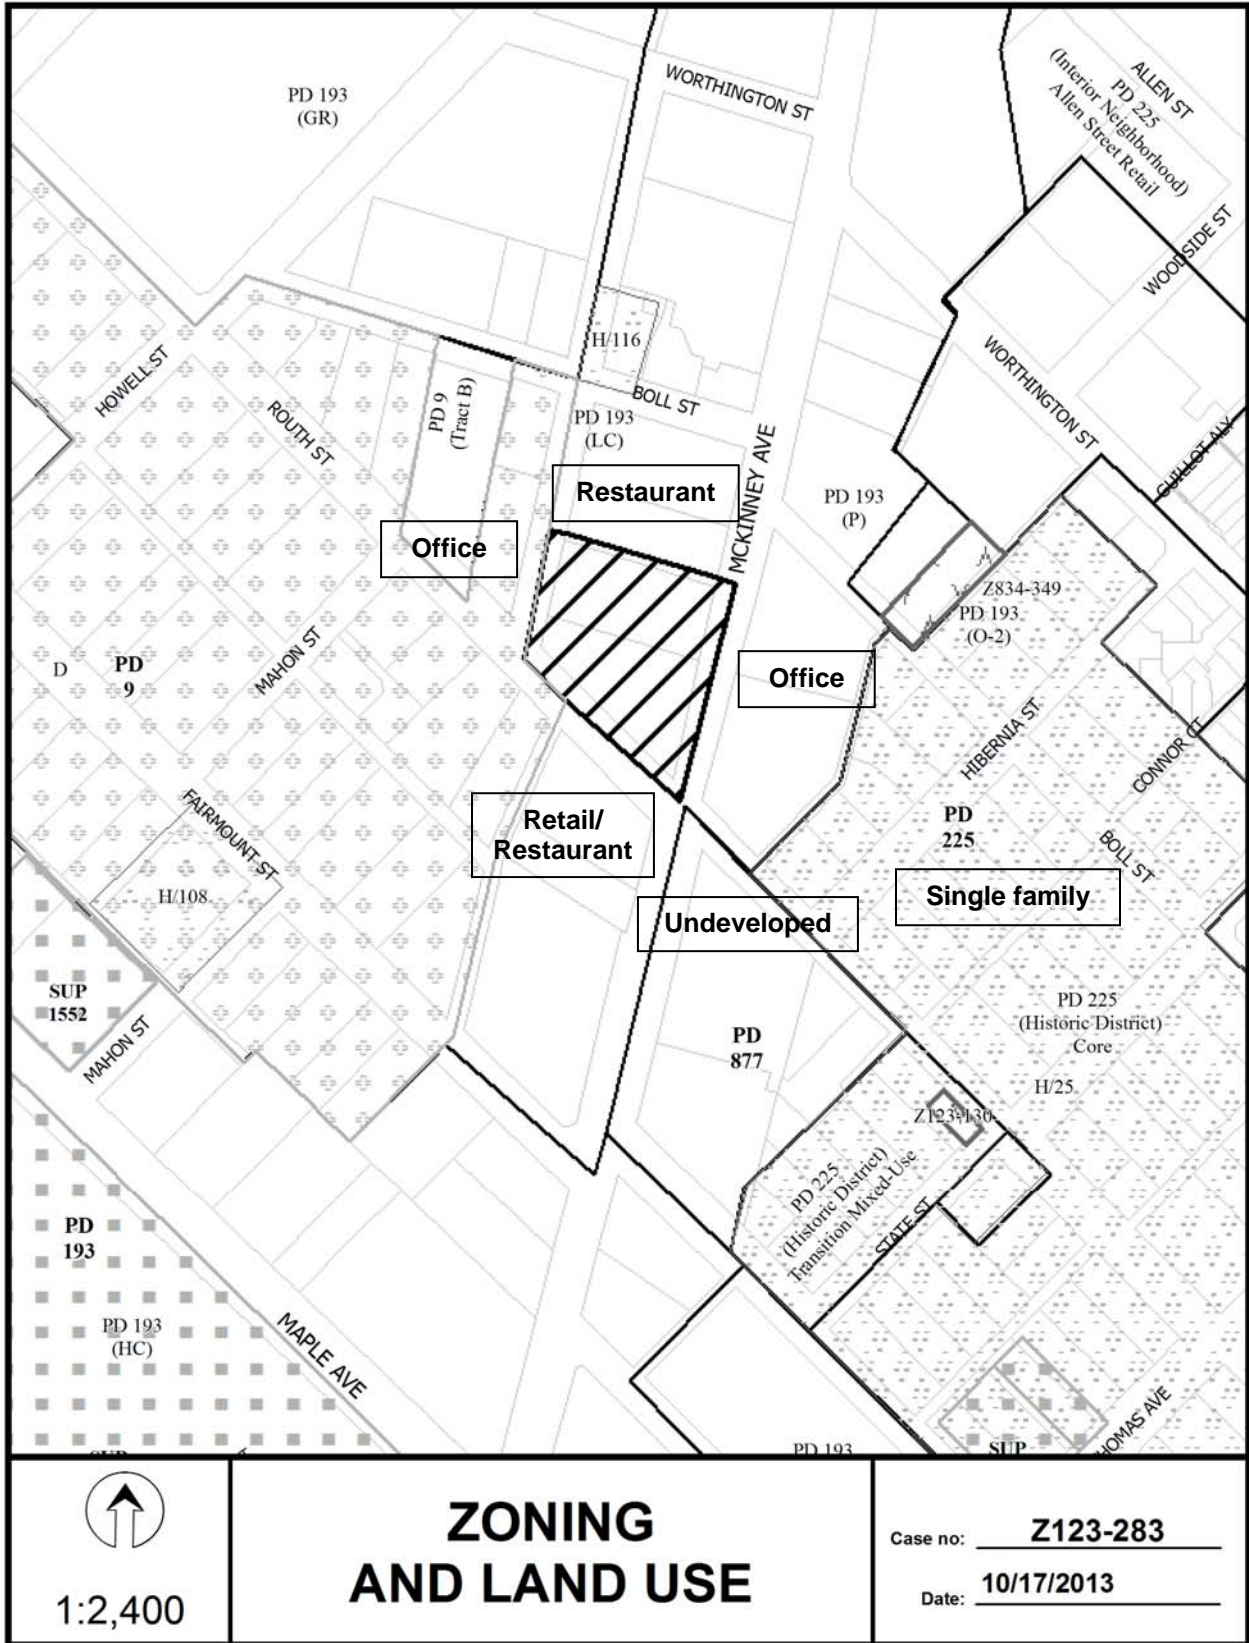 WORTHINGTON ST
ALLEN ST
PD 225
(Interior Neighborhood)
Allen Street Retail
PD 193
(GR)
WOODSIDE ST
H/116
WORTHINGTON ST
HOWELL ST
ROUTH ST
PD 9
(Tract B)
BOLL ST
PD 193
(LC)
MCKINNEY AVE
GUILLOT ALY
Restaurant
PD 193
(P)
Office
Z834-349
PD 193
(O-2)
MAHON ST
D
PD
9
Office
HIBERNIA ST
CONNOR CT
FAIRMOUNT ST
Retail/
Restaurant
PD
225
BOLL ST
H/108
Single family
Undeveloped
SUP
1552
MAHON ST
PD 225
(Historic District)
Core
PD
877
H/25
Z123-130
PD 225
(Historic District)
Transition Mixed-Use
STATE ST
PD
193
PD 193
(HC)
MAPLE AVE
HOMAS AVE
SUP
PD 193
SUP
1:2,400
ZONING
AND LAND USE
Case no: Z123-283
Date: 10/17/2013